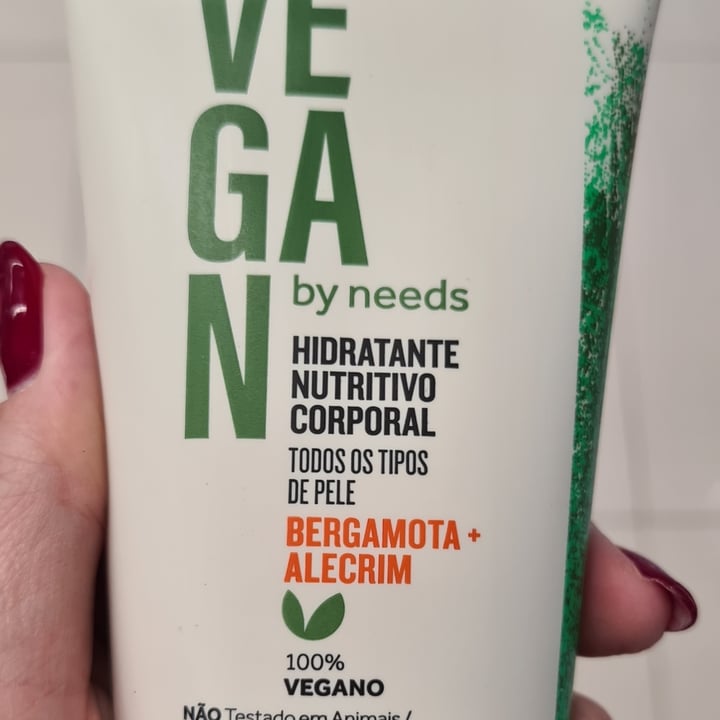 VE
GA
N
by needs
HIDRATANTE
NUTRITIVO
CORPORAL
TODOS OS TIPOS
DE PELE
BERGAMOTA +
ALECRIM
100%
VEGANO
NÃO Testado em Animais /